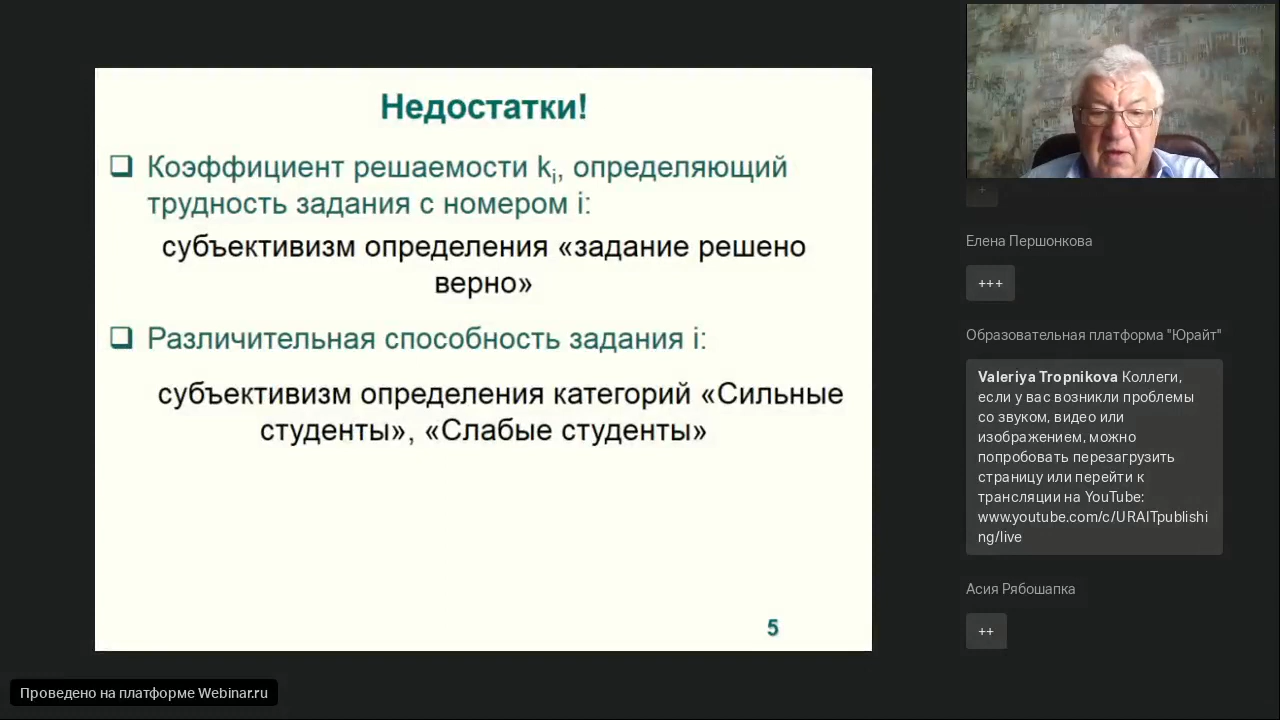 Недостатки!
❑ Коэффициент решаемости ki, определяющий
трудность задания с номером i:
субъективизм определения «задание решено
верно»
❑ Различительная способность задания i:
субъективизм определения категорий «Сильные
студенты», «Слабые студенты»
5
+
Елена Першонкова
+++
Образовательная платформа "Юрайт"
Valeriya Tropnikova Коллеги,
если у вас возникли проблемы
со звуком, видео или
изображением, можно
попробовать перезагрузить
страницу или перейти к
трансляции на YouTube:
www.youtube.com/c/URAITpublishi
ng/live
Асия Рябошапка
++
Проведено на платформе Webinar.ru